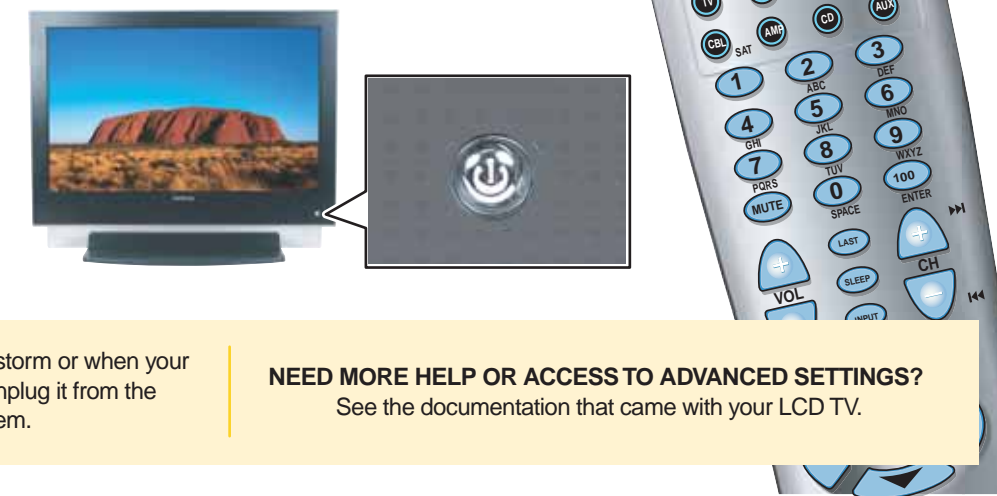 TV
AUX
CD
AMP
CBL
SAT
1
2
3
ABC
DEF
4
5
6
GHI
JKL
MNO
7
8
9
PQRS
TUV
WXYZ
MUTE
0
100
SPACE
ENTER
LAST
CH
SLEEP
VOL
INPUT
storm or when your
nplug it from the
em.
NEED MORE HELP OR ACCESS TO ADVANCED SETTINGS?
See the documentation that came with your LCD TV.